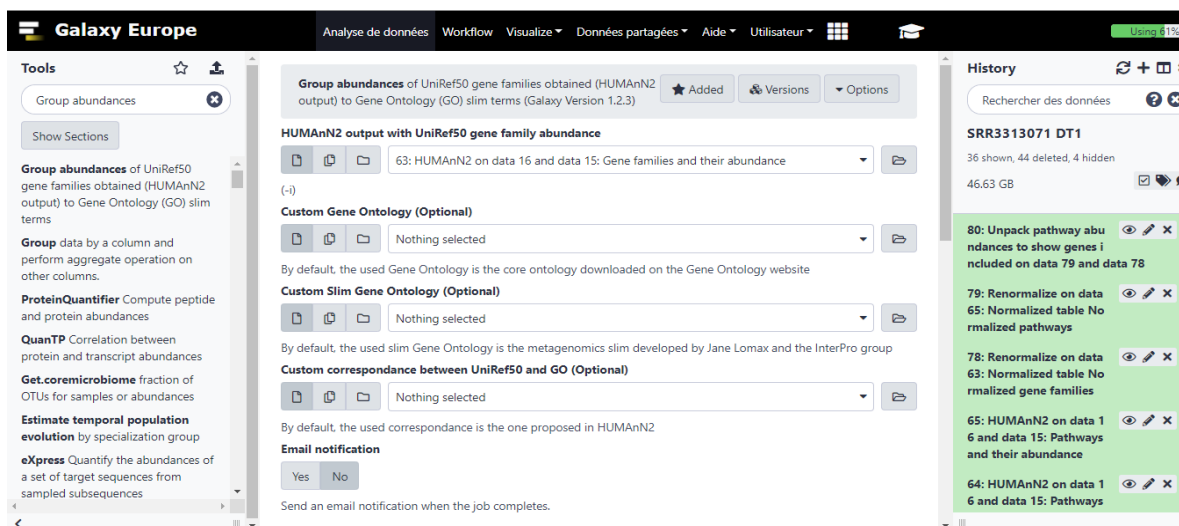 Galaxy Europe
Analyse de données Workflow Visualize Données partagées Aide Utilisateur
Using 61%
Tools
Group abundances
Show Sections
Group abundances of UniRef50
gene families obtained (HUMAnN2
output) to Gene Ontology (GO) slim
terms
Group data by a column and
perform aggregate operation on
other columns.
ProteinQuantifier Compute peptide
and protein abundances
QuanTP Correlation between
protein and transcript abundances
Get.coremicrobiome fraction of
OTUs for samples or abundances
Estimate temporal population
evolution by specialization group
eXpress Quantify the abundances of
a set of target sequences from
sampled subsequences
Group abundances of UniRef50 gene families obtained (HUMAnN2
output) to Gene Ontology (GO) slim terms (Galaxy Version 1.2.3)
Added
Versions
Options
HUMAnN2 output with UniRef50 gene family abundance
63: HUMAnN2 on data 16 and data 15: Gene families and their abundance
(-i)
Custom Gene Ontology (Optional)
Nothing selected
By default, the used Gene Ontology is the core ontology downloaded on the Gene Ontology website
Custom Slim Gene Ontology (Optional)
Nothing selected
By default, the used slim Gene Ontology is the metagenomics slim developed by Jane Lomax and the InterPro group
Custom correspondance between UniRef50 and GO (Optional)
Nothing selected
By default, the used correspondance is the one proposed in HUMAnN2
Email notification
Yes No
Send an email notification when the job completes.
History
Rechercher des données
SRR3313071 DT1
36 shown, 44 deleted, 4 hidden
46.63 GB
80: Unpack pathway abu
ndances to show genes i
ncluded on data 79 and data 78
79: Renormalize on data
65: Normalized table No
rmalized pathways
78: Renormalize on data
63: Normalized table No
rmalized gene families
65: HUMAnN2 on data 1
6 and data 15: Pathways
and their abundance
64: HUMAnN2 on data 1
6 and data 15: Pathways